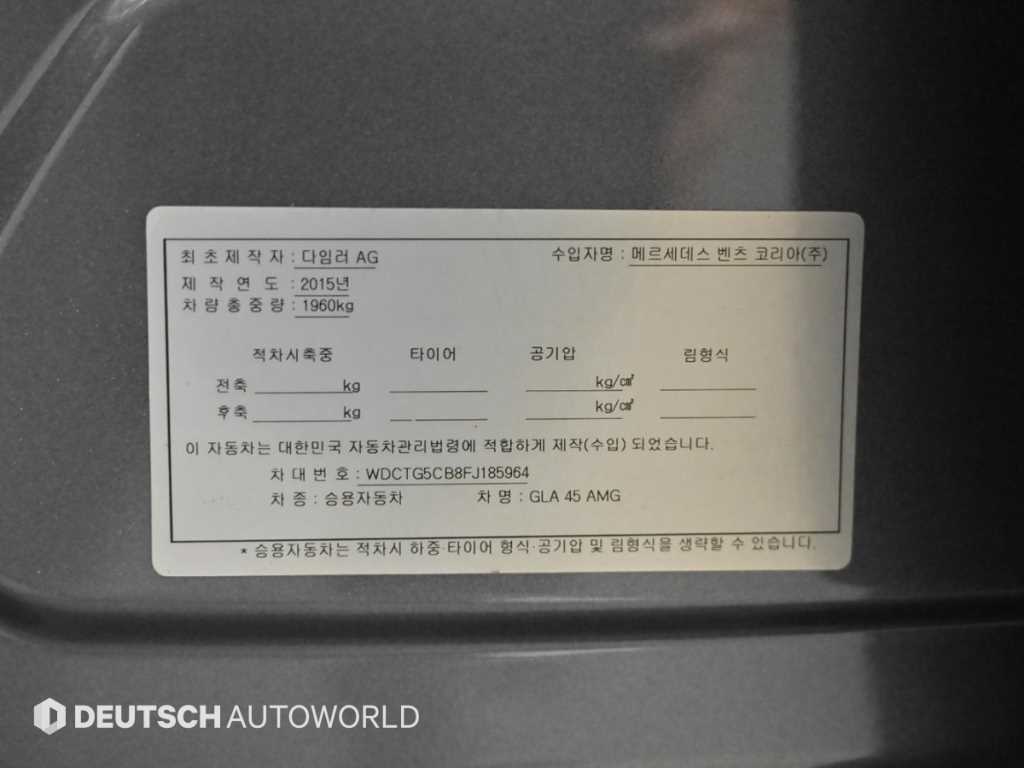 최초제작자 : 다임러 AG 수입자명 : 메르세데스 벤츠 코리아(주)
제작연도 : 2015년
차량총중량 : 1960kg
적차시축중 타이어 공기압 림형식
전축 kg kg/㎠
후축 kg kg/㎠
이 자동차는 대한민국 자동차관리법령에 적합하게 제작(수입) 되었습니다.
차대번호 : WDCTG5CB8FJ185964
차종 : 승용자동차 차명 : GLA 45 AMG
* 승용자동차는 적차시 하중·타이어 형식·공기압 및 림형식을 생략할 수 있습니다.
DEUTSCH AUTOWORLD